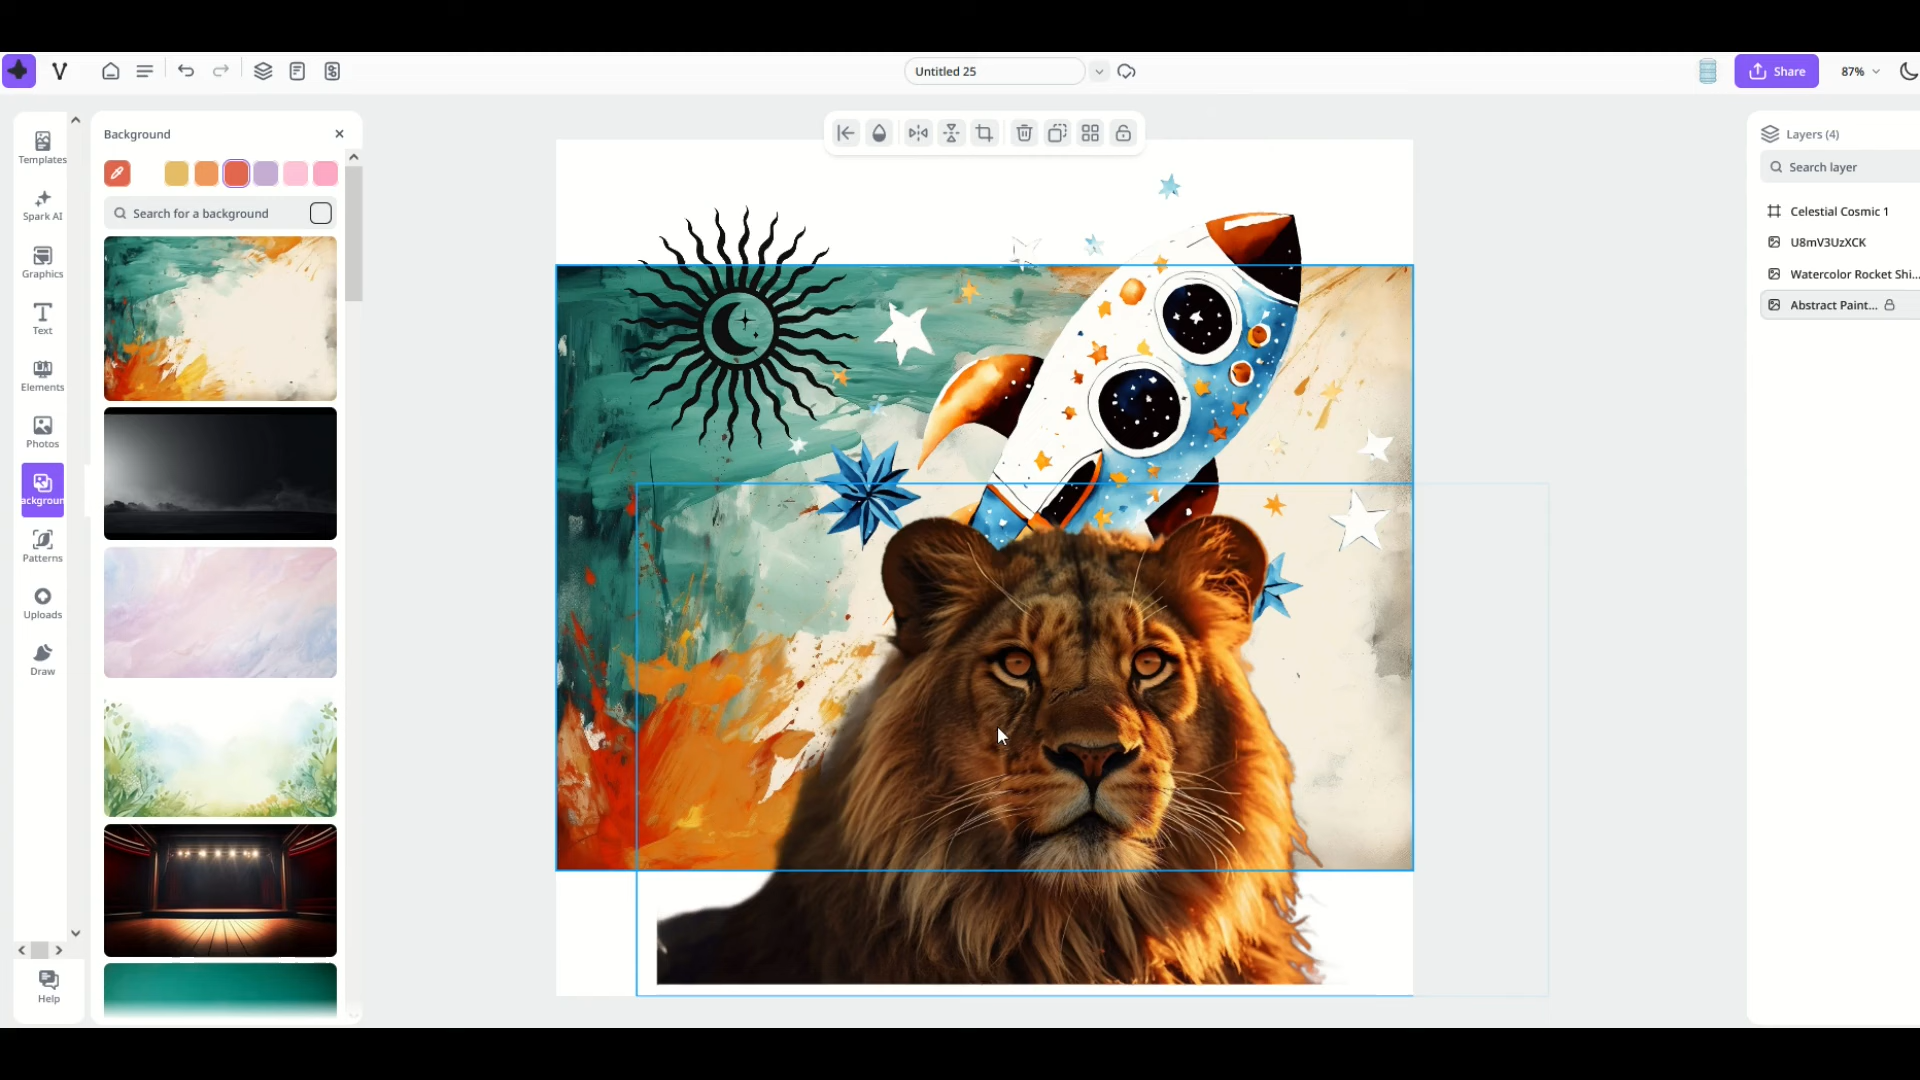 Untitled 25
Share
87%
Templates
Spark AI
Graphics
Text
Elements
Photos
ackgroun
Patterns
Uploads
Draw
Help
Background
Search for a background
Layers (4)
Search layer
Celestial Cosmic 1
U8mV3UzXCK
Watercolor Rocket Shi...
Abstract Paint...